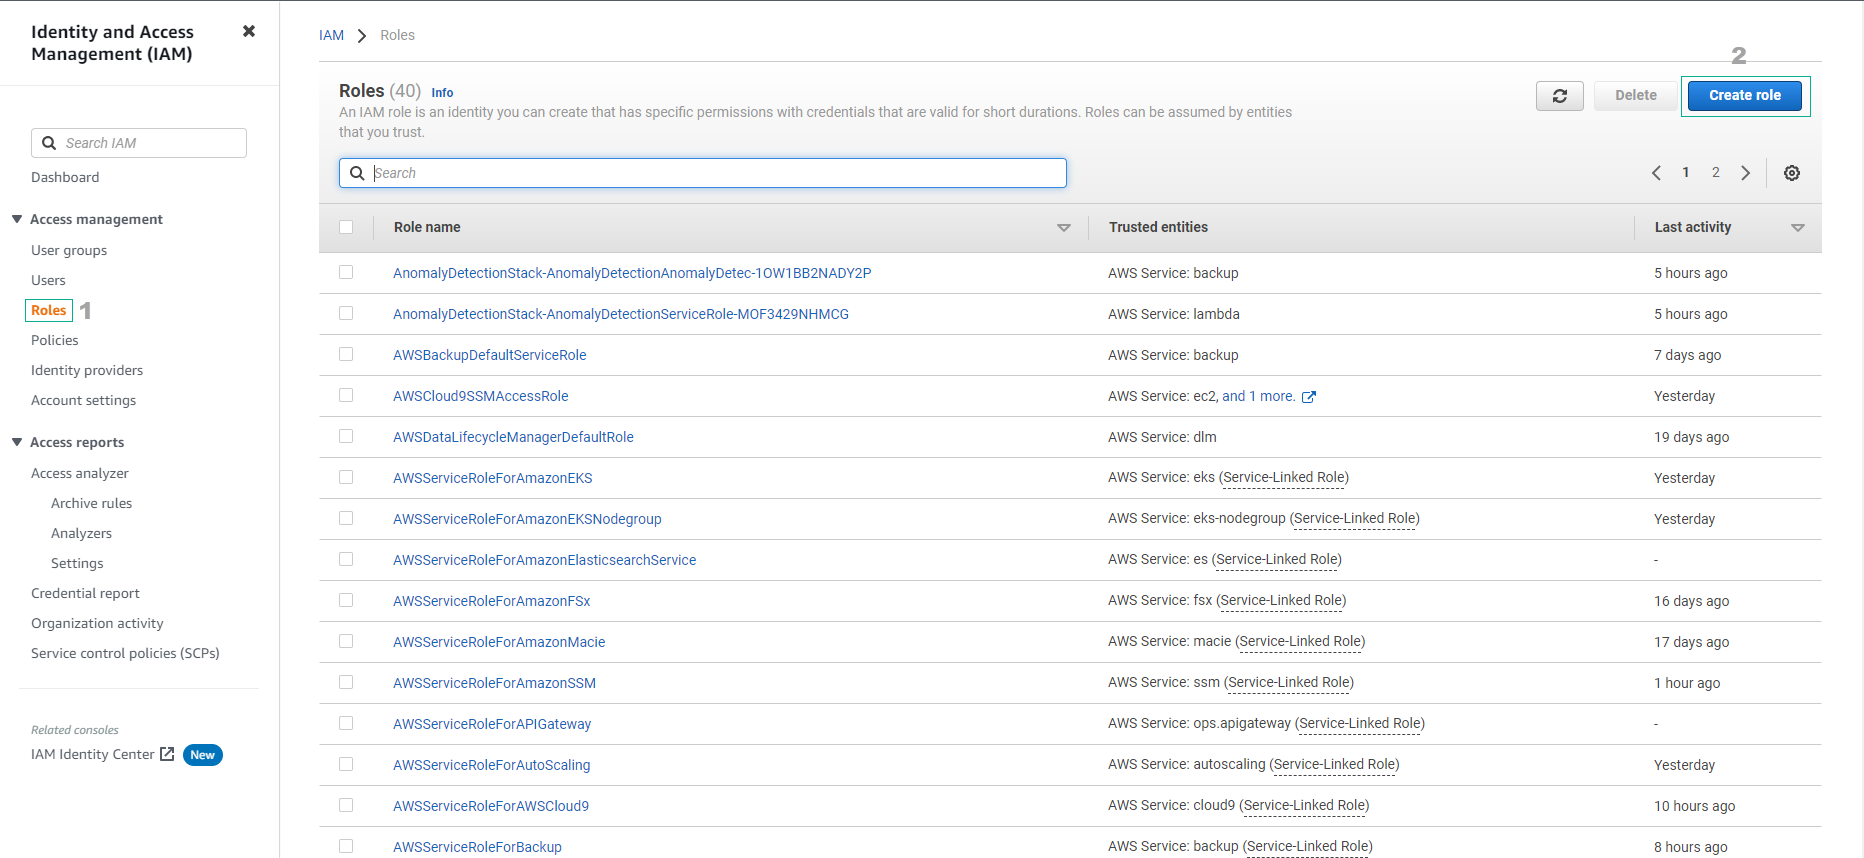 Identity and Access
Management (IAM)
Search IAM
Dashboard
Access management
User groups
Users
Roles 1
Policies
Identity providers
Account settings
Access reports
Access analyzer
Archive rules
Analyzers
Settings
Credential report
Organization activity
Service control policies (SCPs)
Related consoles
IAM Identity Center New
IAM Roles
2
Roles (40) Info
Delete Create role
An IAM role is an identity you can create that has specific permissions with credentials that are valid for short durations. Roles can be assumed by entities
that you trust.
Search
1 2
Role name Trusted entities Last activity
AnomalyDetectionStack-AnomalyDetectionAnomalyDetec-1OW1BB2NADY2P AWS Service: backup 5 hours ago
AnomalyDetectionStack-AnomalyDetectionServiceRole-MOF3429NHMCG AWS Service: lambda 5 hours ago
AWSBackupDefaultServiceRole AWS Service: backup 7 days ago
AWSCloud9SSMAccessRole AWS Service: ec2, and 1 more. Yesterday
AWSDataLifecycleManagerDefaultRole AWS Service: dlm 19 days ago
AWSServiceRoleForAmazonEKS AWS Service: eks (Service-Linked Role) Yesterday
AWSServiceRoleForAmazonEKSNodegroup AWS Service: eks-nodegroup (Service-Linked Role) Yesterday
AWSServiceRoleForAmazonElasticsearchService AWS Service: es (Service-Linked Role) -
AWSServiceRoleForAmazonFSx AWS Service: fsx (Service-Linked Role) 16 days ago
AWSServiceRoleForAmazonMacie AWS Service: macie (Service-Linked Role) 17 days ago
AWSServiceRoleForAmazonSSM AWS Service: ssm (Service-Linked Role) 1 hour ago
AWSServiceRoleForAPIGateway AWS Service: ops.apigateway (Service-Linked Role) -
AWSServiceRoleForAutoScaling AWS Service: autoscaling (Service-Linked Role) Yesterday
AWSServiceRoleForAWSCloud9 AWS Service: cloud9 (Service-Linked Role) 10 hours ago
AWSServiceRoleForBackup AWS Service: backup (Service-Linked Role) 8 hours ago